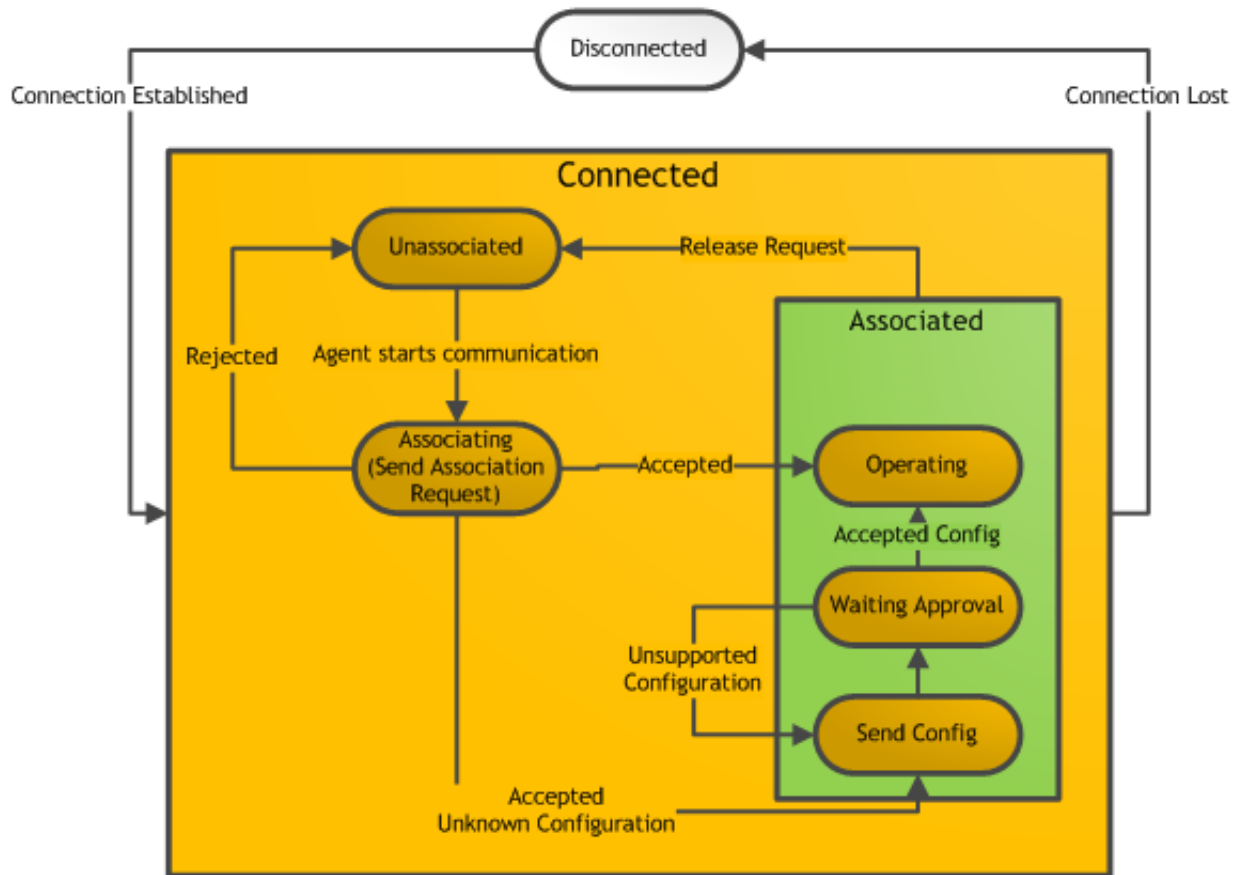 Disconnected
Connection Established
Connection Lost
Connected
Unassociated
Release Request
Associated
Rejected
Agent starts communication
Associating
(Send Association
Request)
Accepted
Operating
Accepted Config
Waiting Approval
Unsupported
Configuration
Send Config
Accepted
Unknown Configuration